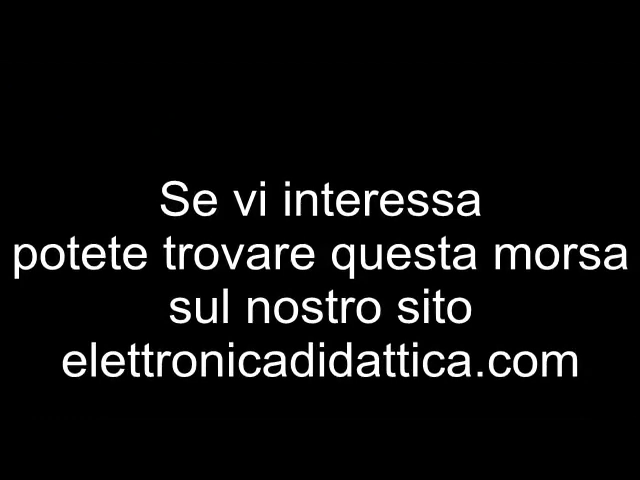 Se vi interessa
potete trovare questa morsa
sul nostro sito
elettronicadidattica.com